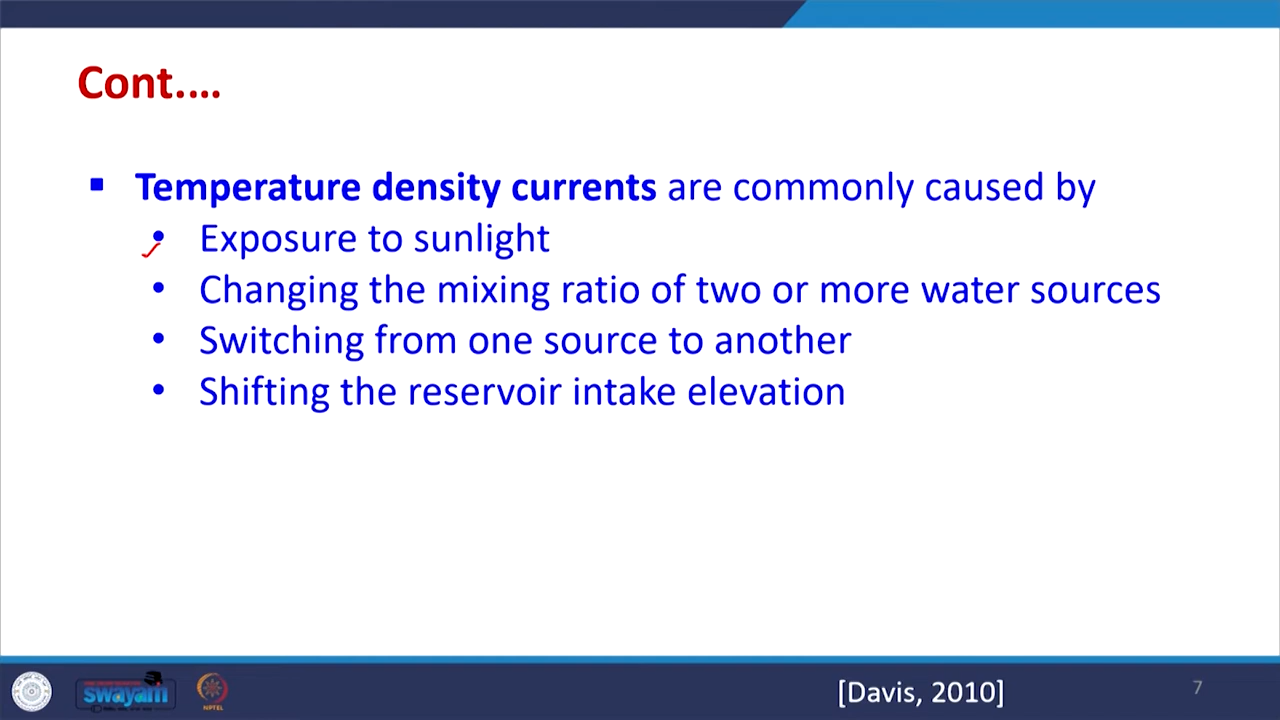 Cont.…
▪ Temperature density currents are commonly caused by
• Exposure to sunlight
• Changing the mixing ratio of two or more water sources
• Switching from one source to another
• Shifting the reservoir intake elevation
swayam
NPTEL
[Davis, 2010]
7